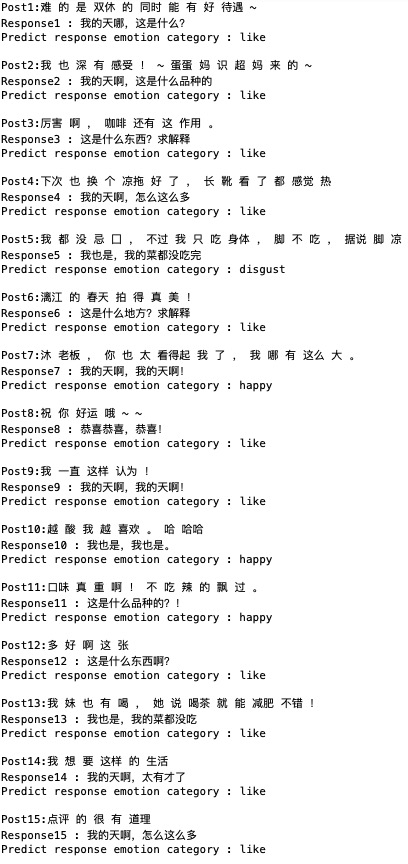 Post1:难 的 是 双休 的 同时 能 有 好 待遇 ~
Response1 : 我的天哪，这是什么?
Predict response emotion category : like
Post2:我 也 深 有 感受 ! ~ 蛋蛋 妈 识 超 妈 来 的 ~
Response2 : 我的天啊，这是什么品种的
Predict response emotion category : like
Post3:厉害 啊 , 咖啡 还有 这 作用 。
Response3 : 这是什么东西? 求解释
Predict response emotion category : like
Post4:下次 也 换 个 凉拖 好 了 , 长 靴 看 了 都 感觉 热
Response4 : 我的天啊，怎么这么多
Predict response emotion category : like
Post5:我 都 没 忌 口 , 不过 我 只 吃 身体 , 脚 不 吃 , 据说 脚 凉
Response5 : 我也是，我的菜都没吃完
Predict response emotion category : disgust
Post6:漓江 的 春天 拍 得 真 美 !
Response6 : 这是什么地方? 求解释
Predict response emotion category : like
Post7:沐 老板 , 你 也 太 看得起 我 了 , 我 哪 有 这么 大 。
Response7 : 我的天啊，我的天啊!
Predict response emotion category : happy
Post8:祝 你 好运 哦 ~ ~
Response8 : 恭喜恭喜，恭喜!
Predict response emotion category : like
Post9:我 一直 这样 认为 !
Response9 : 我的天啊，我的天啊!
Predict response emotion category : like
Post10:越 酸 我 越 喜欢 。 哈 哈哈
Response10 : 我也是，我也是。
Predict response emotion category : happy
Post11:口味 真 重 啊 ! 不 吃 辣 的 飘 过 。
Response11 : 这是什么品种的? !
Predict response emotion category : happy
Post12:多 好 啊 这 张
Response12 : 这是什么东西啊?
Predict response emotion category : like
Post13:我 妹 也 有 喝 , 她 说 喝茶 就 能 减肥 不错 !
Response13 : 我也是，我的菜都没吃
Predict response emotion category : like
Post14:我 想 要 这样 的 生活
Response14 : 我的天啊，太有才了
Predict response emotion category : like
Post15:点评 的 很 有 道理
Response15 : 我的天啊，怎么这么多
Predict response emotion category : like